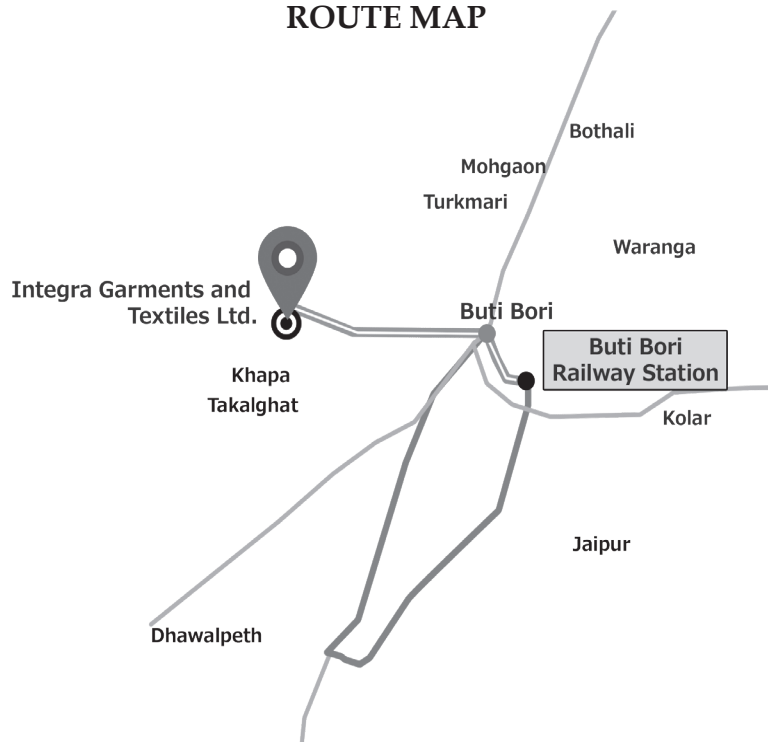 ROUTE MAP
Bothali
Mohgaon
Turkmari
Waranga
Integra Garments and
Textiles Ltd.
Buti Bori
Buti Bori
Railway Station
Khapa
Takalghat
Kolar
Jaipur
Dhawalpeth